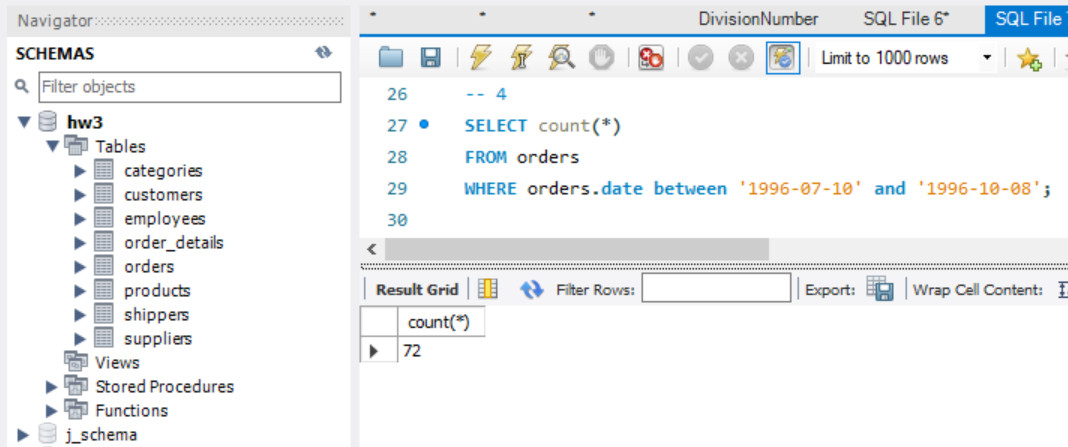 Navigator
SCHEMAS
Filter objects
hw3
Tables
categories
customers
employees
order_details
orders
products
shippers
suppliers
Views
Stored Procedures
Functions
j_schema
* * * DivisionNumber SQL File 6* SQL File
Limit to 1000 rows
26 -- 4
27 SELECT count(*)
28 FROM orders
29 WHERE orders.date between '1996-07-10' and '1996-10-08';
30
Result Grid Filter Rows: Export: Wrap Cell Content:
count(*)
72